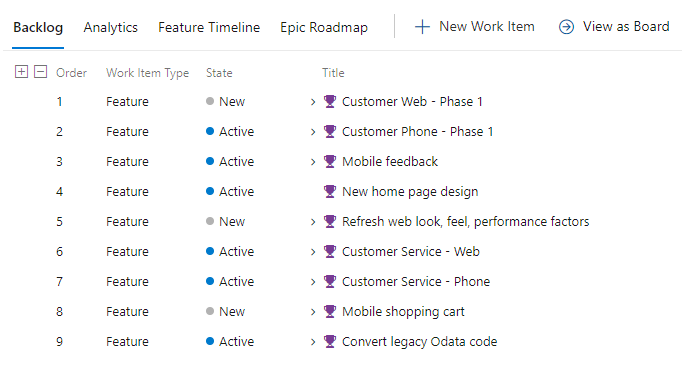 Backlog Analytics Feature Timeline Epic Roadmap New Work Item View as Board
Order Work Item Type State Title
1 Feature New Customer Web - Phase 1
2 Feature Active Customer Phone - Phase 1
3 Feature Active Mobile feedback
4 Feature Active New home page design
5 Feature New Refresh web look, feel, performance factors
6 Feature Active Customer Service - Web
7 Feature Active Customer Service - Phone
8 Feature New Mobile shopping cart
9 Feature Active Convert legacy Odata code